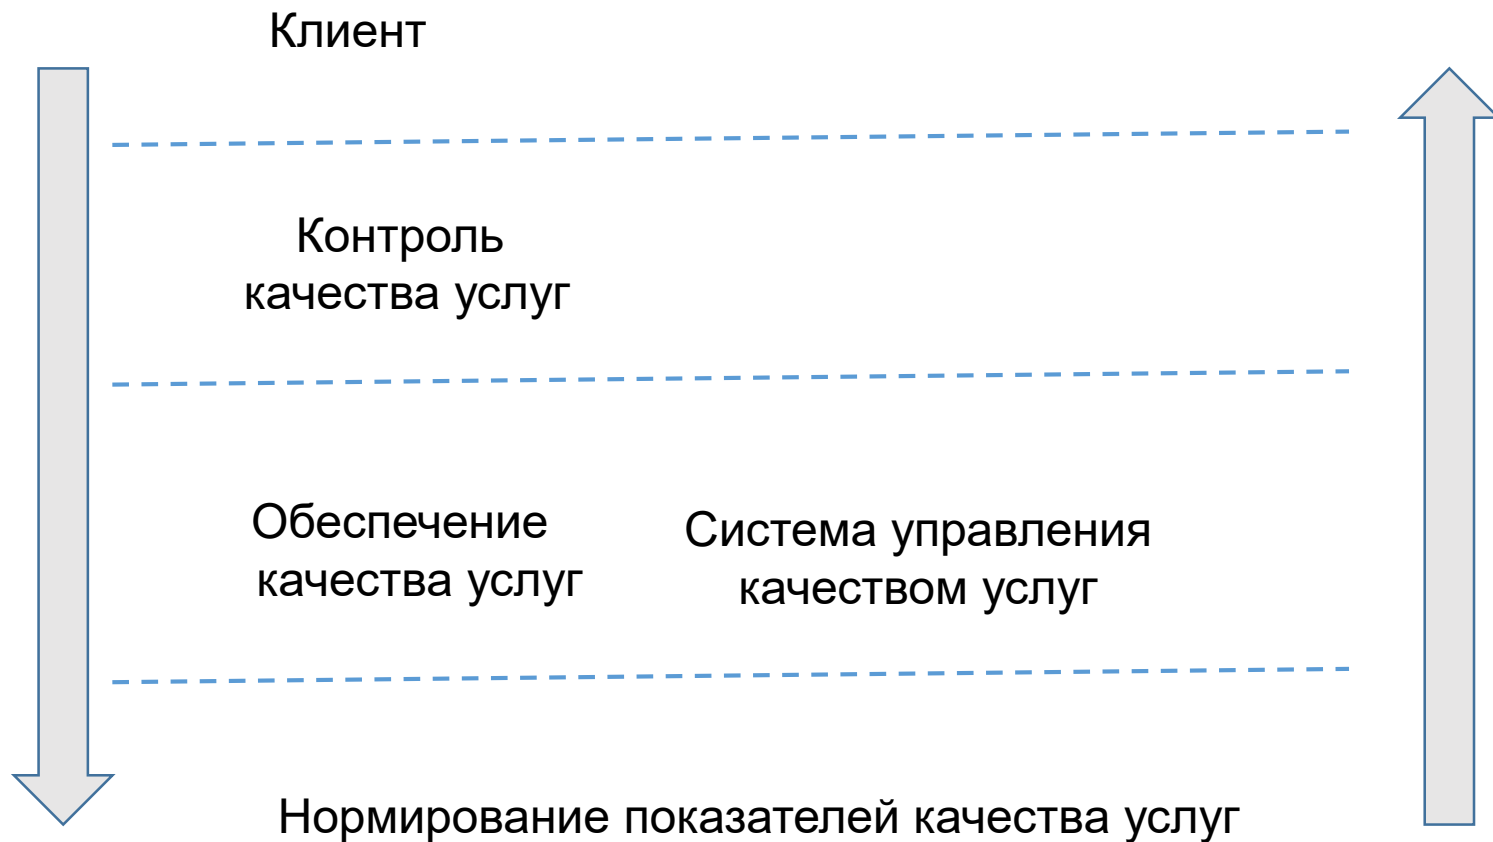 Клиент
Контроль
качества услуг
Обеспечение
качества услуг
Система управления
качеством услуг
Нормирование показателей качества услуг